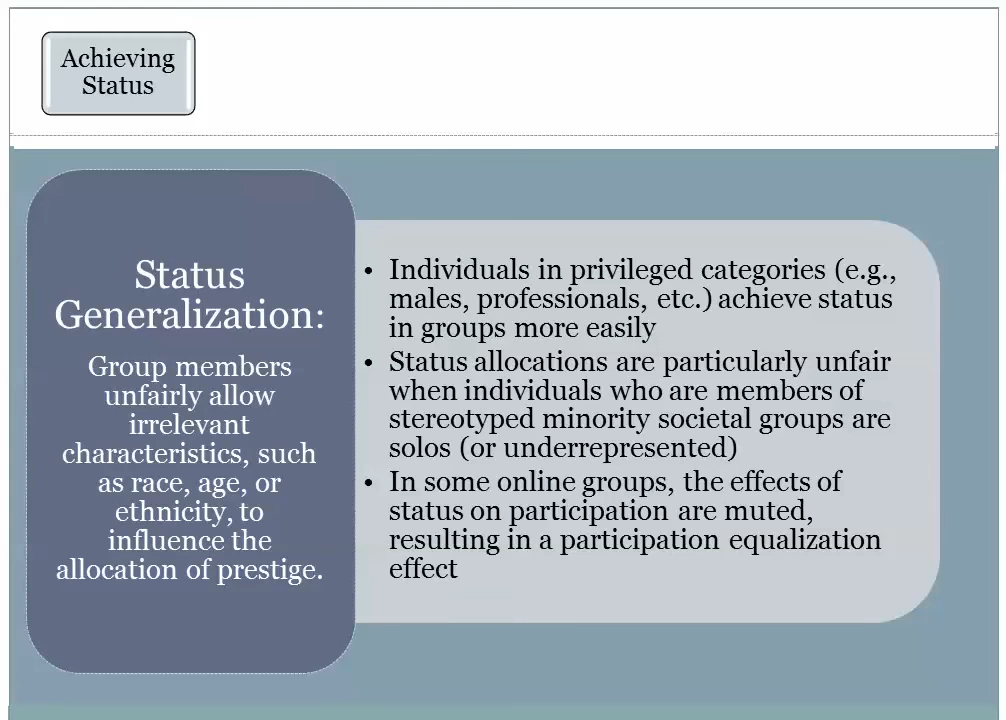 Achieving
Status
Status
Generalization:
Group members
unfairly allow
irrelevant
characteristics, such
as race, age, or
ethnicity, to
influence the
allocation of prestige.
• Individuals in privileged categories (e.g.,
males, professionals, etc.) achieve status
in groups more easily
• Status allocations are particularly unfair
when individuals who are members of
stereotyped minority societal groups are
solos (or underrepresented)
• In some online groups, the effects of
status on participation are muted,
resulting in a participation equalization
effect